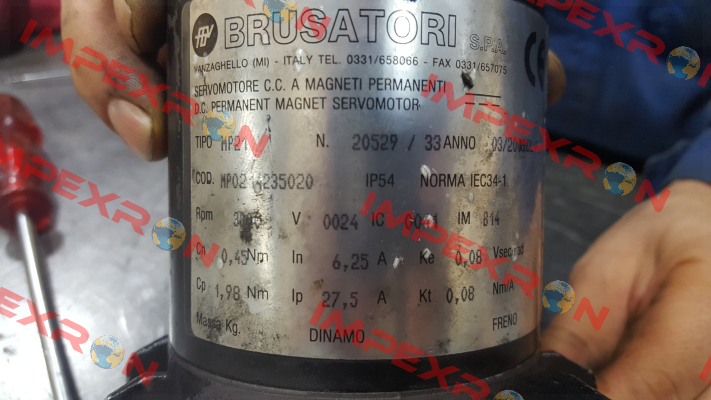 BRUSATORI S.P.A.
VANZAGHELLO (MI) - ITALY TEL. 0331/658066 - FAX 0331/657075
SERVOMOTORE C.C. A MAGNETI PERMANENTI
D.C. PERMANENT MAGNET SERVOMOTOR
TIPO MP21 N. 20529 / 33 ANNO
COD. IP54 NORMA IEC34-1
Rpm V 0024 IC IM B14
Cn 0,45 Nm In 6,25 A Ke 0,08
Cp 1,98 Nm Ip 27,5 A Kt 0,08 Nm/A
Massa Kg. DINAMO FRENO
IMPEXRON